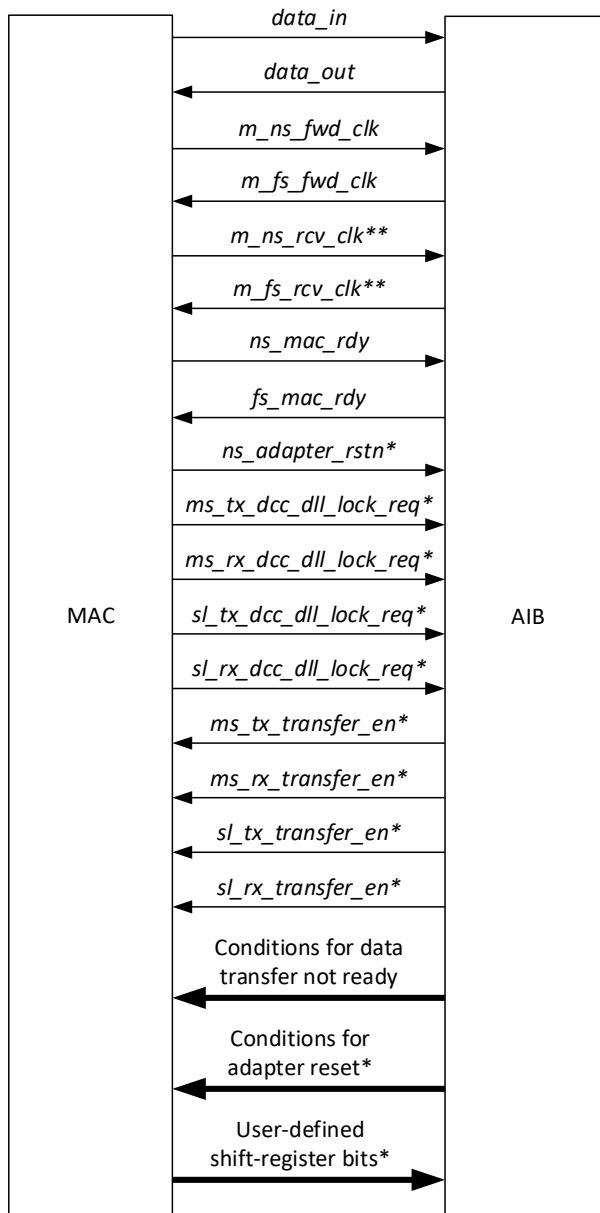 data_in
data_out
m_ns_fwd_clk
m_fs_fwd_clk
m_ns_rcv_clk**
m_fs_rcv_clk**
ns_mac_rdy
fs_mac_rdy
ns_adapter_rstn*
ms_tx_dcc_dll_lock_req*
ms_rx_dcc_dll_lock_req*
MAC
sl_tx_dcc_dll_lock_req*
AIB
sl_rx_dcc_dll_lock_req*
ms_tx_transfer_en*
ms_rx_transfer_en*
sl_tx_transfer_en*
sl_rx_transfer_en*
Conditions for data
transfer not ready
Conditions for
adapter reset*
User-defined
shift-register bits*